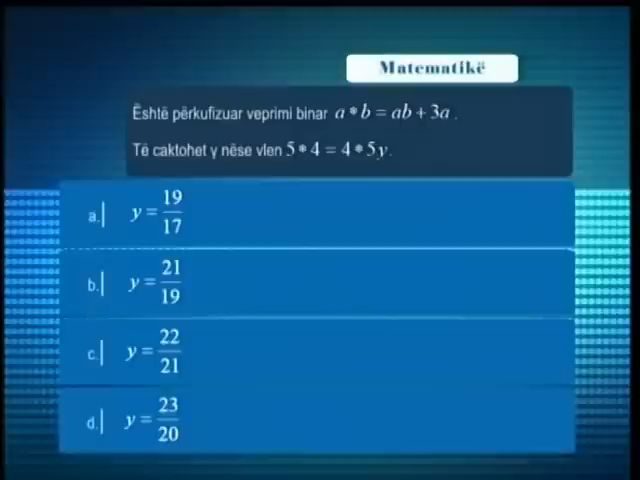 Matematikë
Është përkufizuar veprimi binar a * b = ab + 3a .
Të caktohet y nëse vlen 5 * 4 = 4 * 5y .
a.| y = 19/17
b.| y = 21/19
c.| y = 22/21
d.| y = 23/20